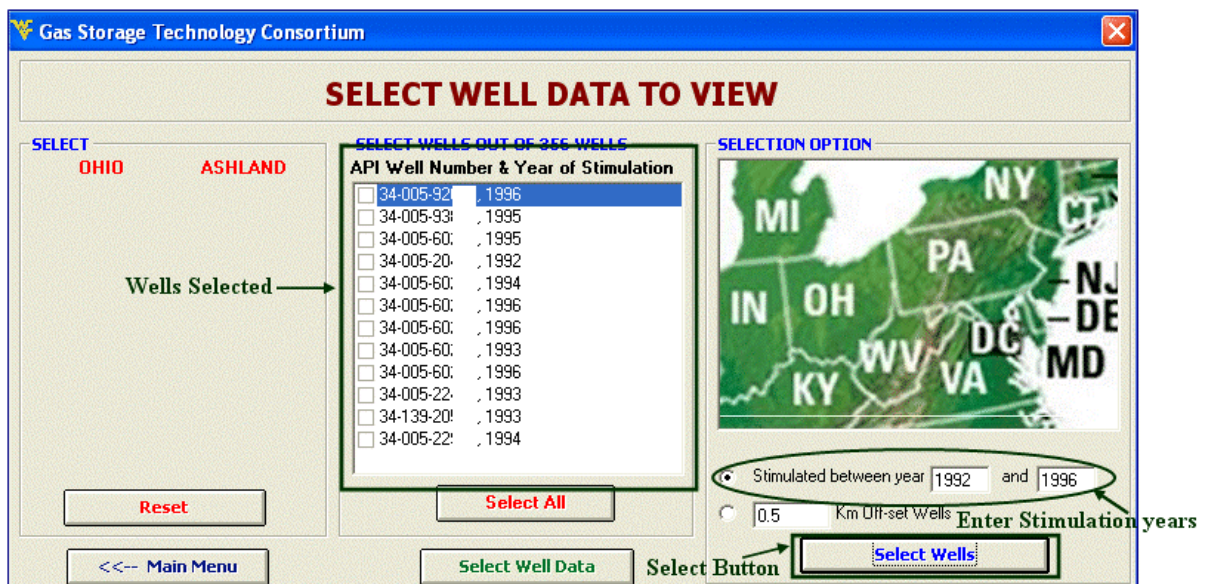 Gas Storage Technology Consortium
SELECT WELL DATA TO VIEW
SELECT
OHIO ASHLAND
Wells Selected
Reset
<<-- Main Menu
SELECT WELLS OUT OF 356 WELLS
API Well Number & Year of Stimulation
34-005-92 , 1996
34-005-93 , 1995
34-005-60 , 1995
34-005-20 , 1992
34-005-60 , 1994
34-005-60 , 1996
34-005-60 , 1996
34-005-60 , 1993
34-005-60 , 1996
34-005-22 , 1993
34-139-20 , 1993
34-005-22 , 1994
Select All
Select Well Data
SELECTION OPTION
MI
NY
CT
PA
NJ
IN
OH
DE
DC
MD
WV
VA
KY
Stimulated between year 1992 and 1996
0.5 Km Off-set Wells
Enter Stimulation years
Select Button
Select Wells